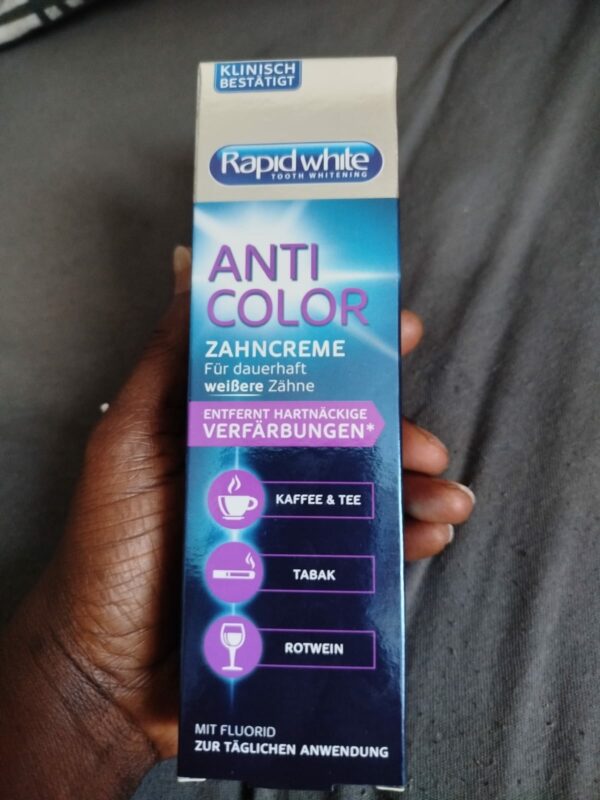 KLINISCH
BESTÄTIGT
Rapid white
TOOTH WHITENING
ANTI
COLOR
ZAHNCREME
Für dauerhaft
weißere Zähne
ENTFERNT HARTNÄCKIGE
VERFÄRBUNGEN*
KAFFEE & TEE
TABAK
ROTWEIN
MIT FLUORID
ZUR TÄGLICHEN ANWENDUNG